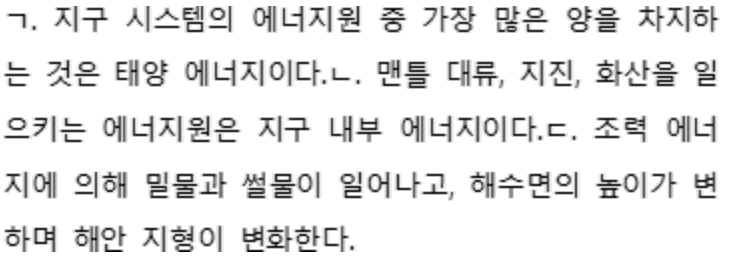 ㄱ. 지구 시스템의 에너지원 중 가장 많은 양을 차지하
는 것은 태양 에너지이다.ㄴ. 맨틀 대류, 지진, 화산을 일
으키는 에너지원은 지구 내부 에너지이다.ㄷ. 조력 에너
지에 의해 밀물과 썰물이 일어나고, 해수면의 높이가 변
하며 해안 지형이 변화한다.